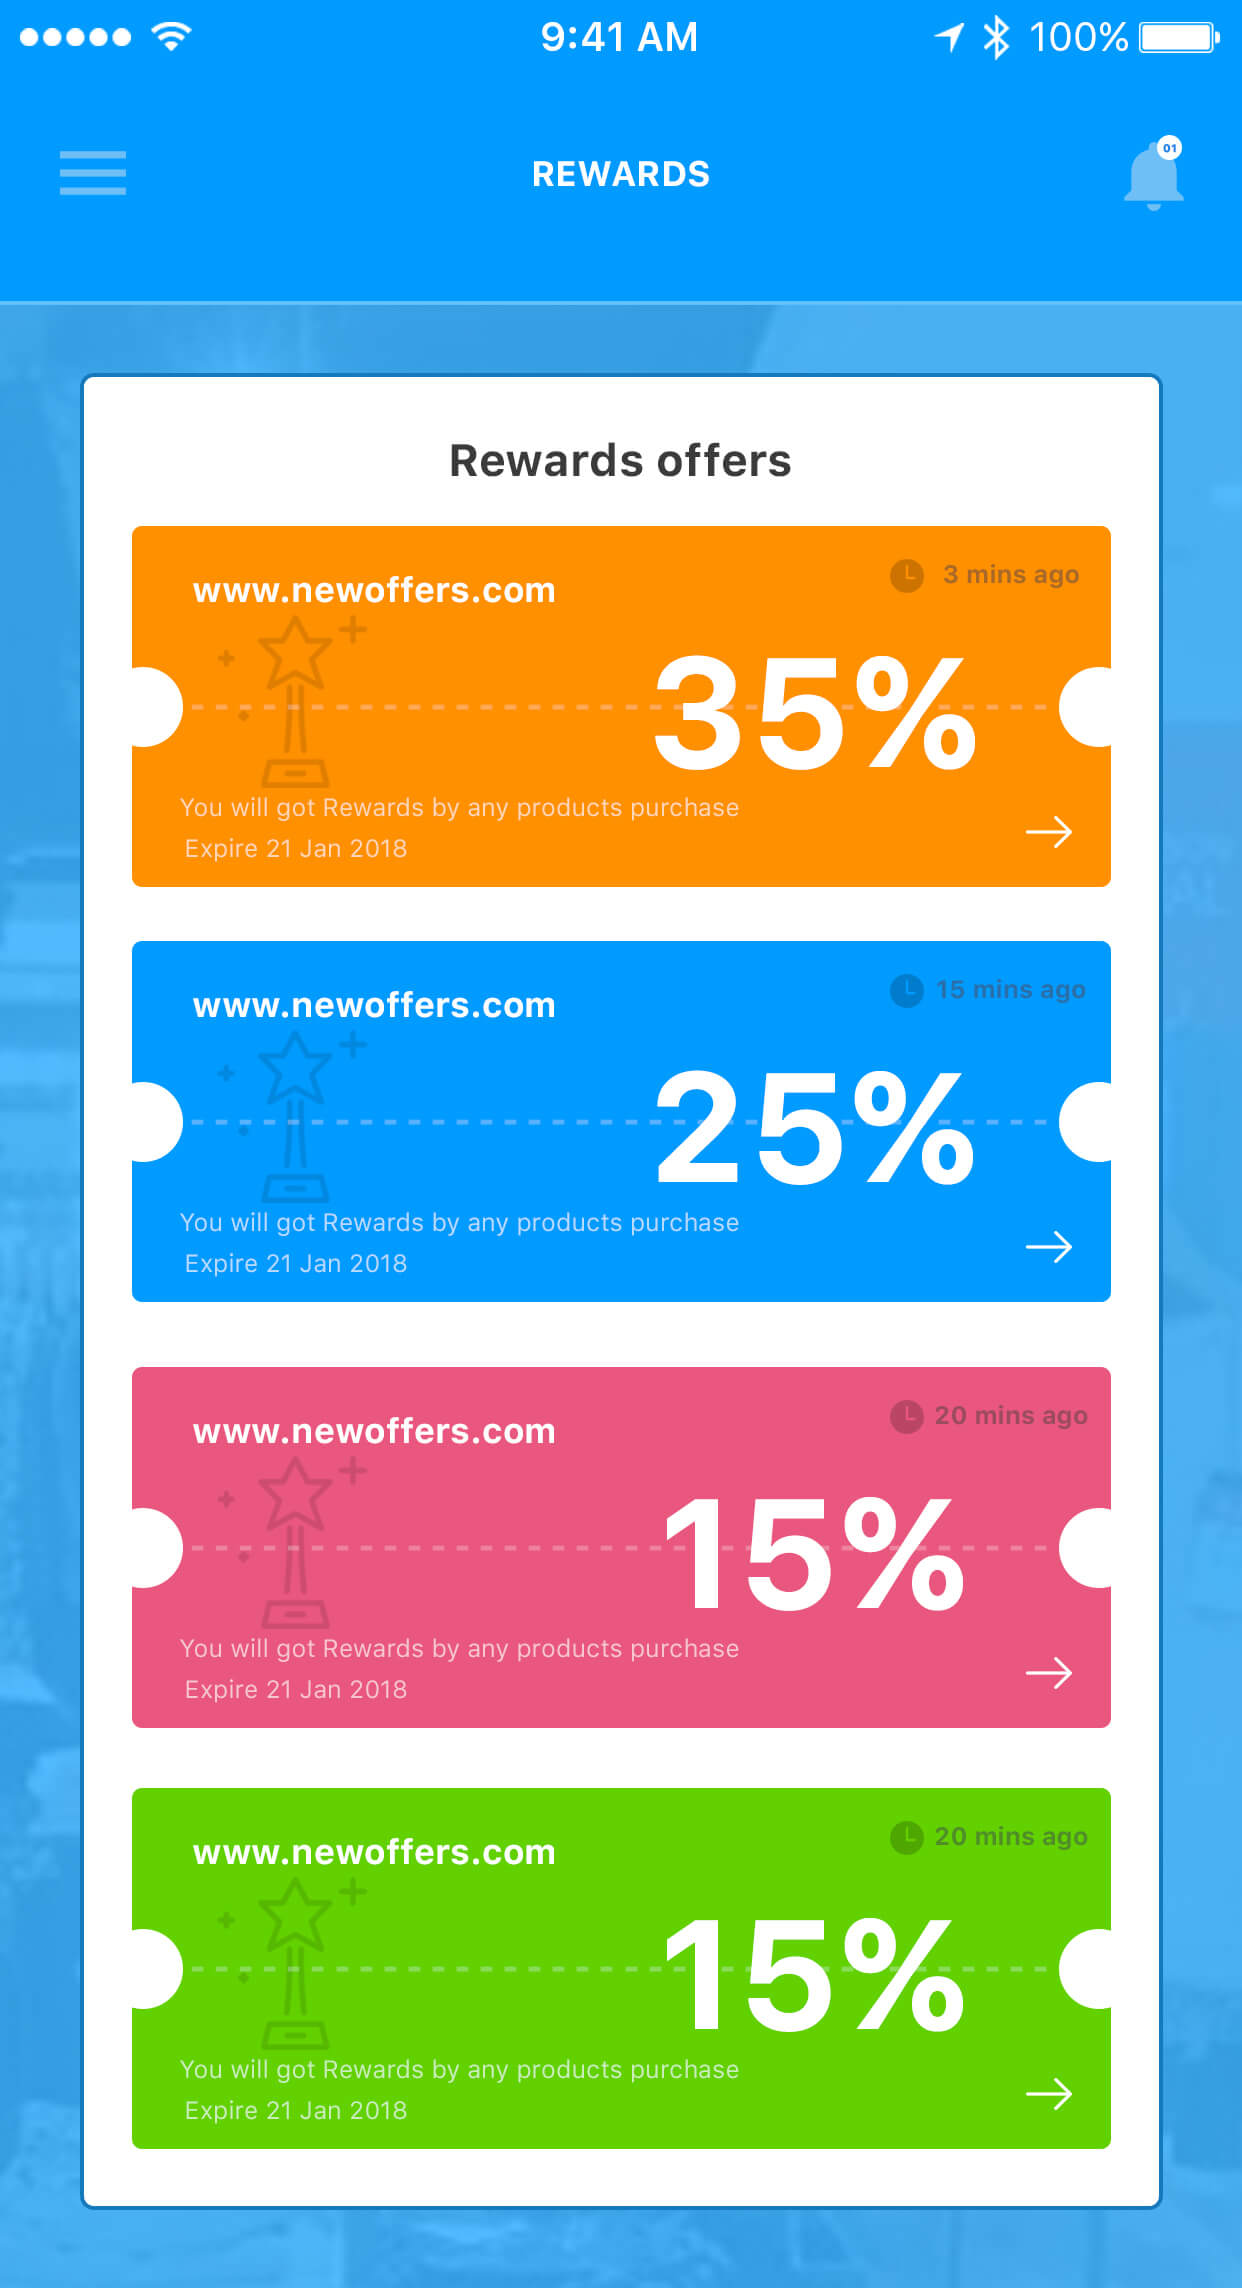 9:41 AM
100%
REWARDS
01
Rewards offers
www.newoffers.com
3 mins ago
35%
You will got Rewards by any products purchase
Expire 21 Jan 2018
www.newoffers.com
15 mins ago
25%
You will got Rewards by any products purchase
Expire 21 Jan 2018
www.newoffers.com
20 mins ago
15%
You will got Rewards by any products purchase
Expire 21 Jan 2018
www.newoffers.com
20 mins ago
15%
You will got Rewards by any products purchase
Expire 21 Jan 2018